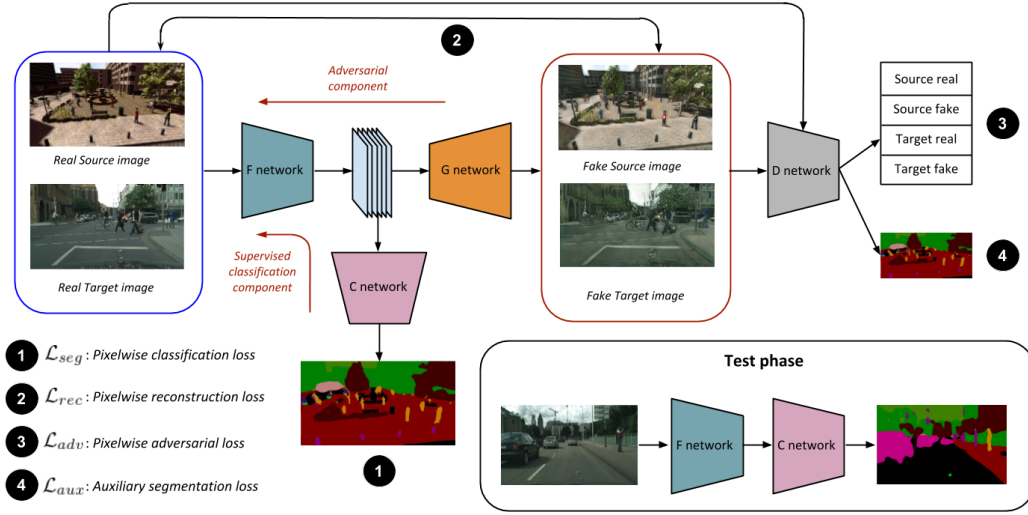 2
Adversarial
component
Source real
Source fake
Target real
Target fake
3
Real Source image
F network
G network
Fake Source image
D network
Supervised
classification
component
C network
4
Real Target image
Fake Target image
1 ℒseg : Pixelwise classification loss
2 ℒrec : Pixelwise reconstruction loss
3 ℒadv : Pixelwise adversarial loss
4 ℒaux : Auxiliary segmentation loss
1
Test phase
F network
C network